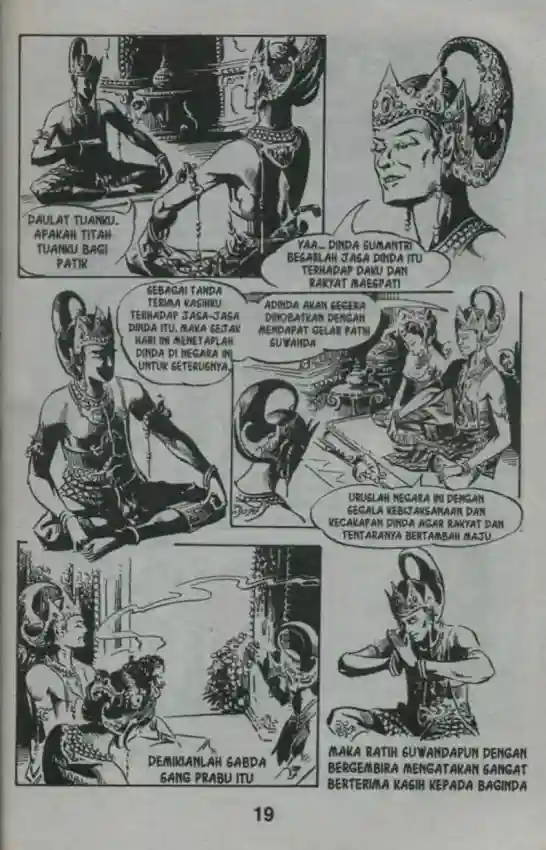 DAULAT TUANKU.
APAKAH TITAH
TUANKU BAGI
PATIK
YAA... DINDA SUMANTRI
BESARLAH JASA DINDA ITU
TERHADAP DAKU DAN
RAKYAT MAESPATI
SEBAGAI TANDA
TERIMA KASIHKU
TERHADAP JASA-JASA
DINDA ITU. MAKA SEJAK
HARI INI MENETAPLAH
DINDA DI NEGARA INI
UNTUK SETERUSNYA.
ADINDA AKAN SEGERA
DINOBATKAN DENGAN
MENDAPAT GELAR PATIH
SUWANDA
URUSLAH NEGARA INI DENGAN
SEGALA KEBIJAKSANAAN DAN
KECAKAPAN DINDA AGAR RAKYAT DAN
TENTARANYA BERTAMBAH MAJU
DEMIKIANLAH SABDA
SANG PRABU ITU
MAKA RATIH SUWANDAPUN DENGAN
BERGEMBIRA MENGATAKAN SANGAT
BERTERIMA KASIH KEPADA BAGINDA
19